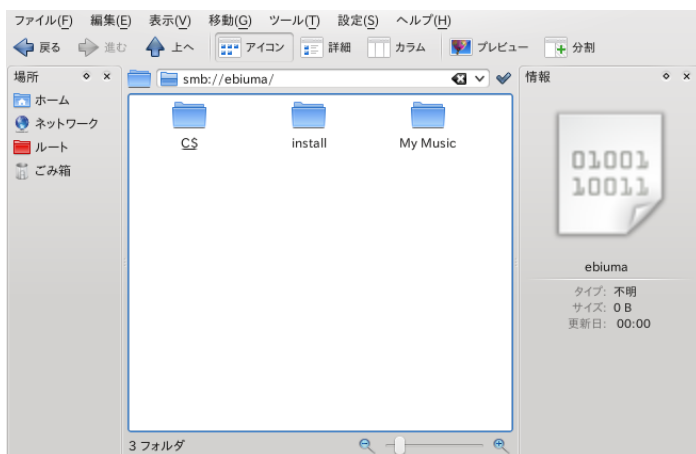 ファイル(F) 編集(E) 表示(V) 移動(G) ツール(T) 設定(S) ヘルプ(H)
戻る 進む 上へ アイコン 詳細 カラム プレビュー 分割
場所
ホーム
ネットワーク
ルート
ごみ箱
smb://ebiuma/
C$ install My Music
3 フォルダ
情報
01001
10011
ebiuma
タイプ: 不明
サイズ: 0 B
更新日: 00:00